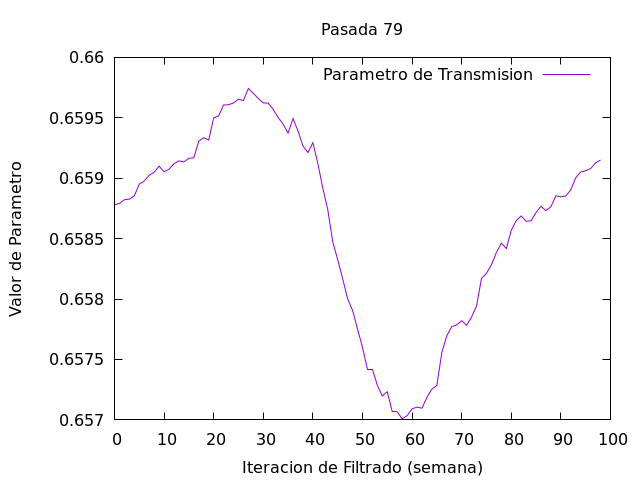 Pasada 79
Parametro de Transmision
0.66
0.6595
0.659
0.6585
0.658
0.6575
0.657
Valor de Parametro
0 10 20 30 40 50 60 70 80 90 100
Iteracion de Filtrado (semana)